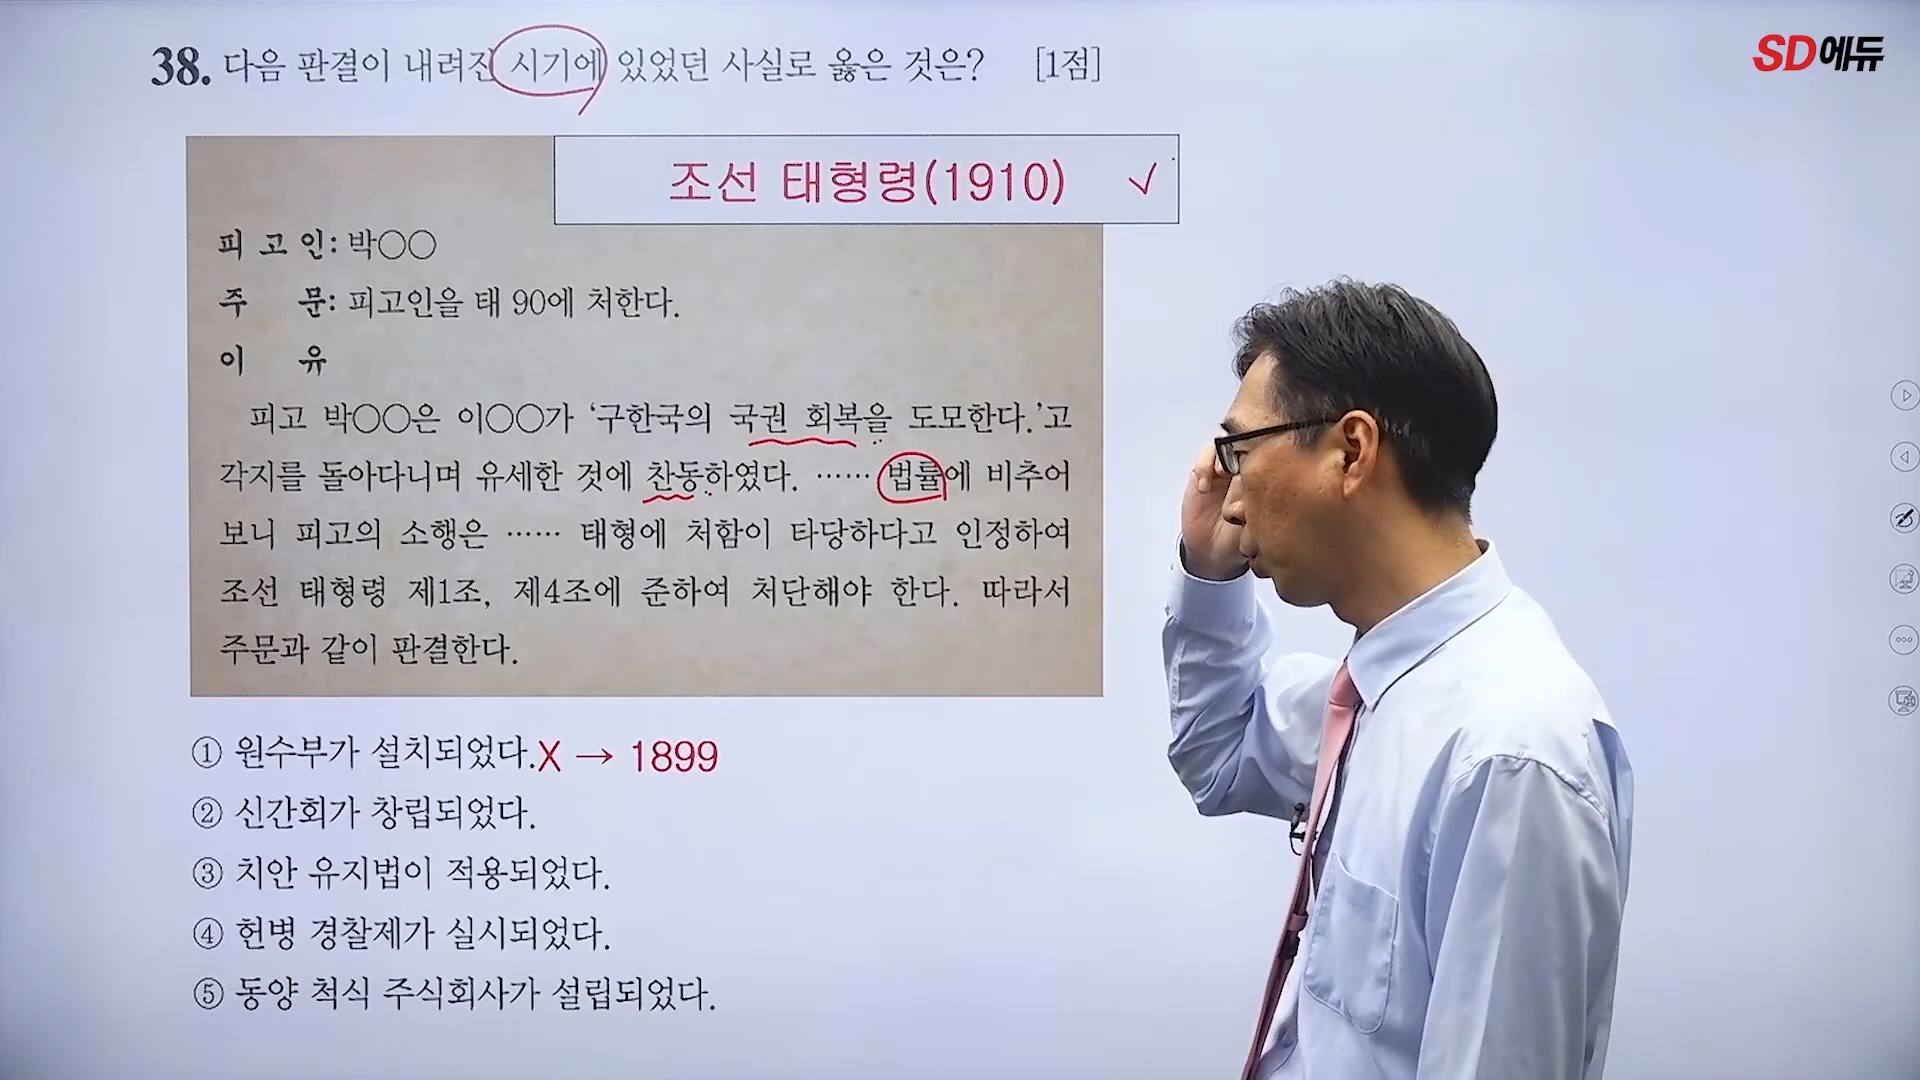 38. 다음 판결이 내려진 시기에 있었던 사실로 옳은 것은? [1점]
SD에듀
조선 태형령(1910) ✓
피 고 인: 박○○
주 문: 피고인을 태 90에 처한다.
이 유
피고 박○○은 이○○가 ‘구한국의 국권 회복을 도모한다.’고
각지를 돌아다니며 유세한 것에 찬동하였다. …… 법률에 비추어
보니 피고의 소행은 …… 태형에 처함이 타당하다고 인정하여
조선 태형령 제1조, 제4조에 준하여 처단해야 한다. 따라서
주문과 같이 판결한다.
① 원수부가 설치되었다.X → 1899
② 신간회가 창립되었다.
③ 치안 유지법이 적용되었다.
④ 헌병 경찰제가 실시되었다.
⑤ 동양 척식 주식회사가 설립되었다.